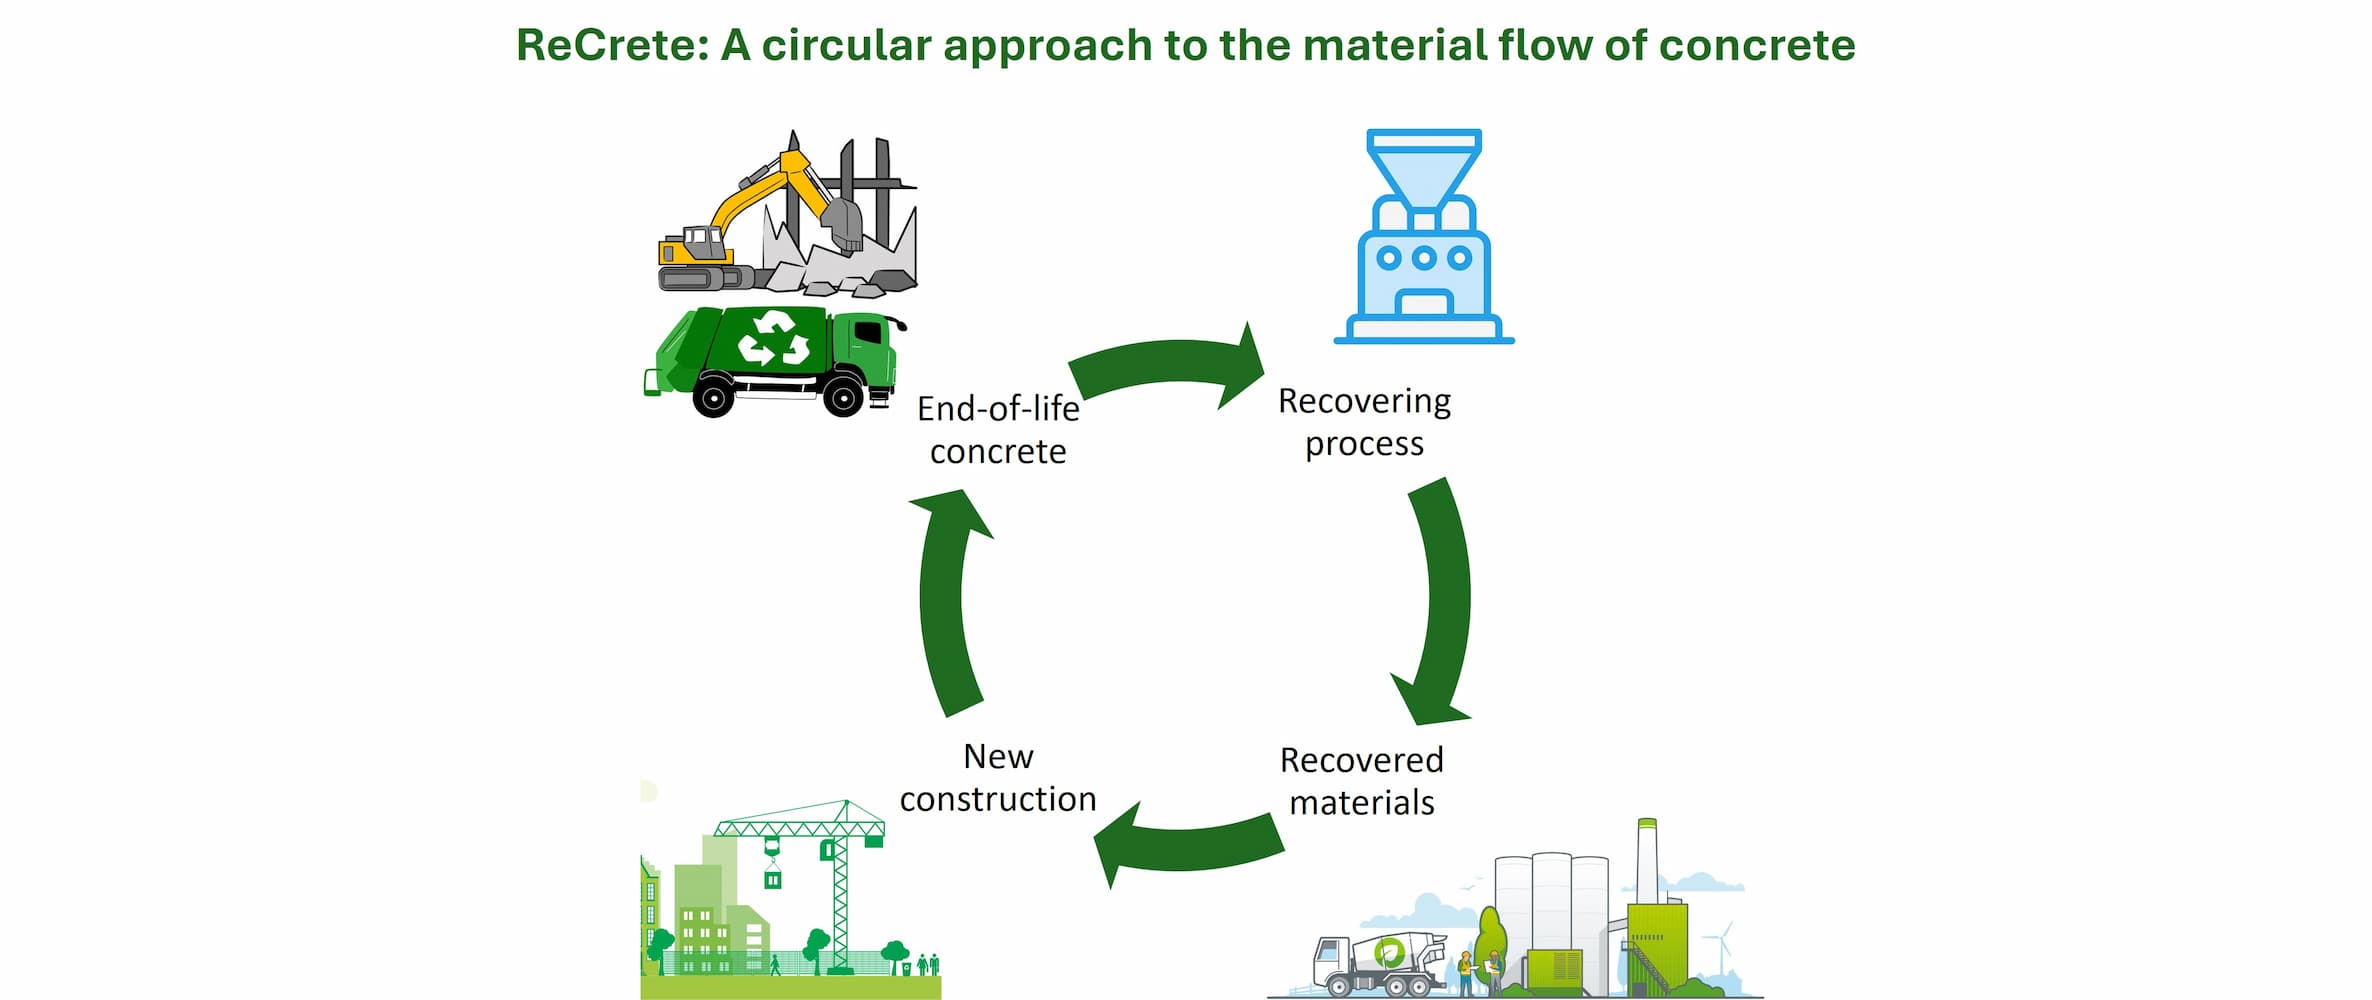 ReCrete: A circular approach to the material flow of concrete
End-of-life
concrete
Recovering
process
New
construction
Recovered
materials